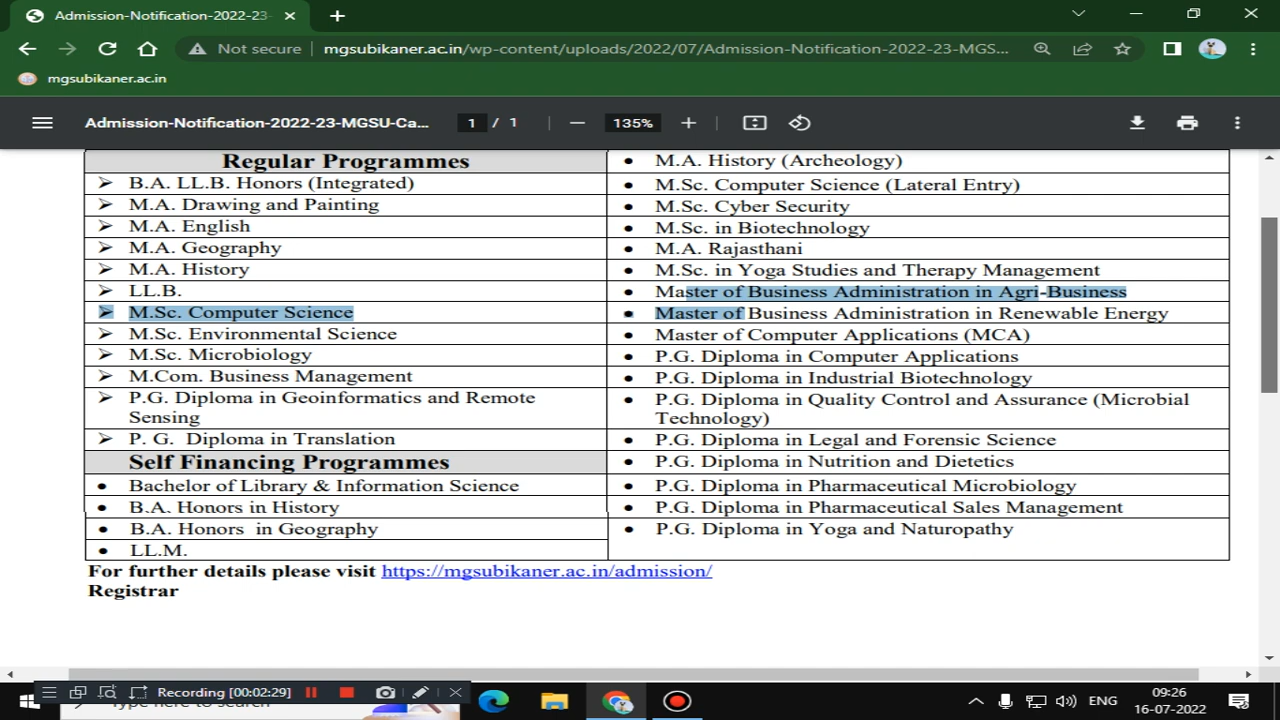 Admission-Notification-2022-23-
Not secure mgsubikaner.ac.in/wp-content/uploads/2022/07/Admission-Notification-2022-23-MGS...
mgsubikaner.ac.in
Admission-Notification-2022-23-MGSU-Ca... 1 / 1 135%
Regular Programmes
B.A. LL.B. Honors (Integrated)
M.A. Drawing and Painting
M.A. English
M.A. Geography
M.A. History
LL.B.
M.Sc. Computer Science
M.Sc. Environmental Science
M.Sc. Microbiology
M.Com. Business Management
P.G. Diploma in Geoinformatics and Remote
Sensing
P. G. Diploma in Translation
Self Financing Programmes
Bachelor of Library & Information Science
B.A. Honors in History
B.A. Honors in Geography
LL.M.
M.A. History (Archeology)
M.Sc. Computer Science (Lateral Entry)
M.Sc. Cyber Security
M.Sc. in Biotechnology
M.A. Rajasthani
M.Sc. in Yoga Studies and Therapy Management
Master of Business Administration in Agri-Business
Master of Business Administration in Renewable Energy
Master of Computer Applications (MCA)
P.G. Diploma in Computer Applications
P.G. Diploma in Industrial Biotechnology
P.G. Diploma in Quality Control and Assurance (Microbial
Technology)
P.G. Diploma in Legal and Forensic Science
P.G. Diploma in Nutrition and Dietetics
P.G. Diploma in Pharmaceutical Microbiology
P.G. Diploma in Pharmaceutical Sales Management
P.G. Diploma in Yoga and Naturopathy
For further details please visit https://mgsubikaner.ac.in/admission/
Registrar
Recording [00:02:29]
Type here to search
ENG
09:26
16-07-2022